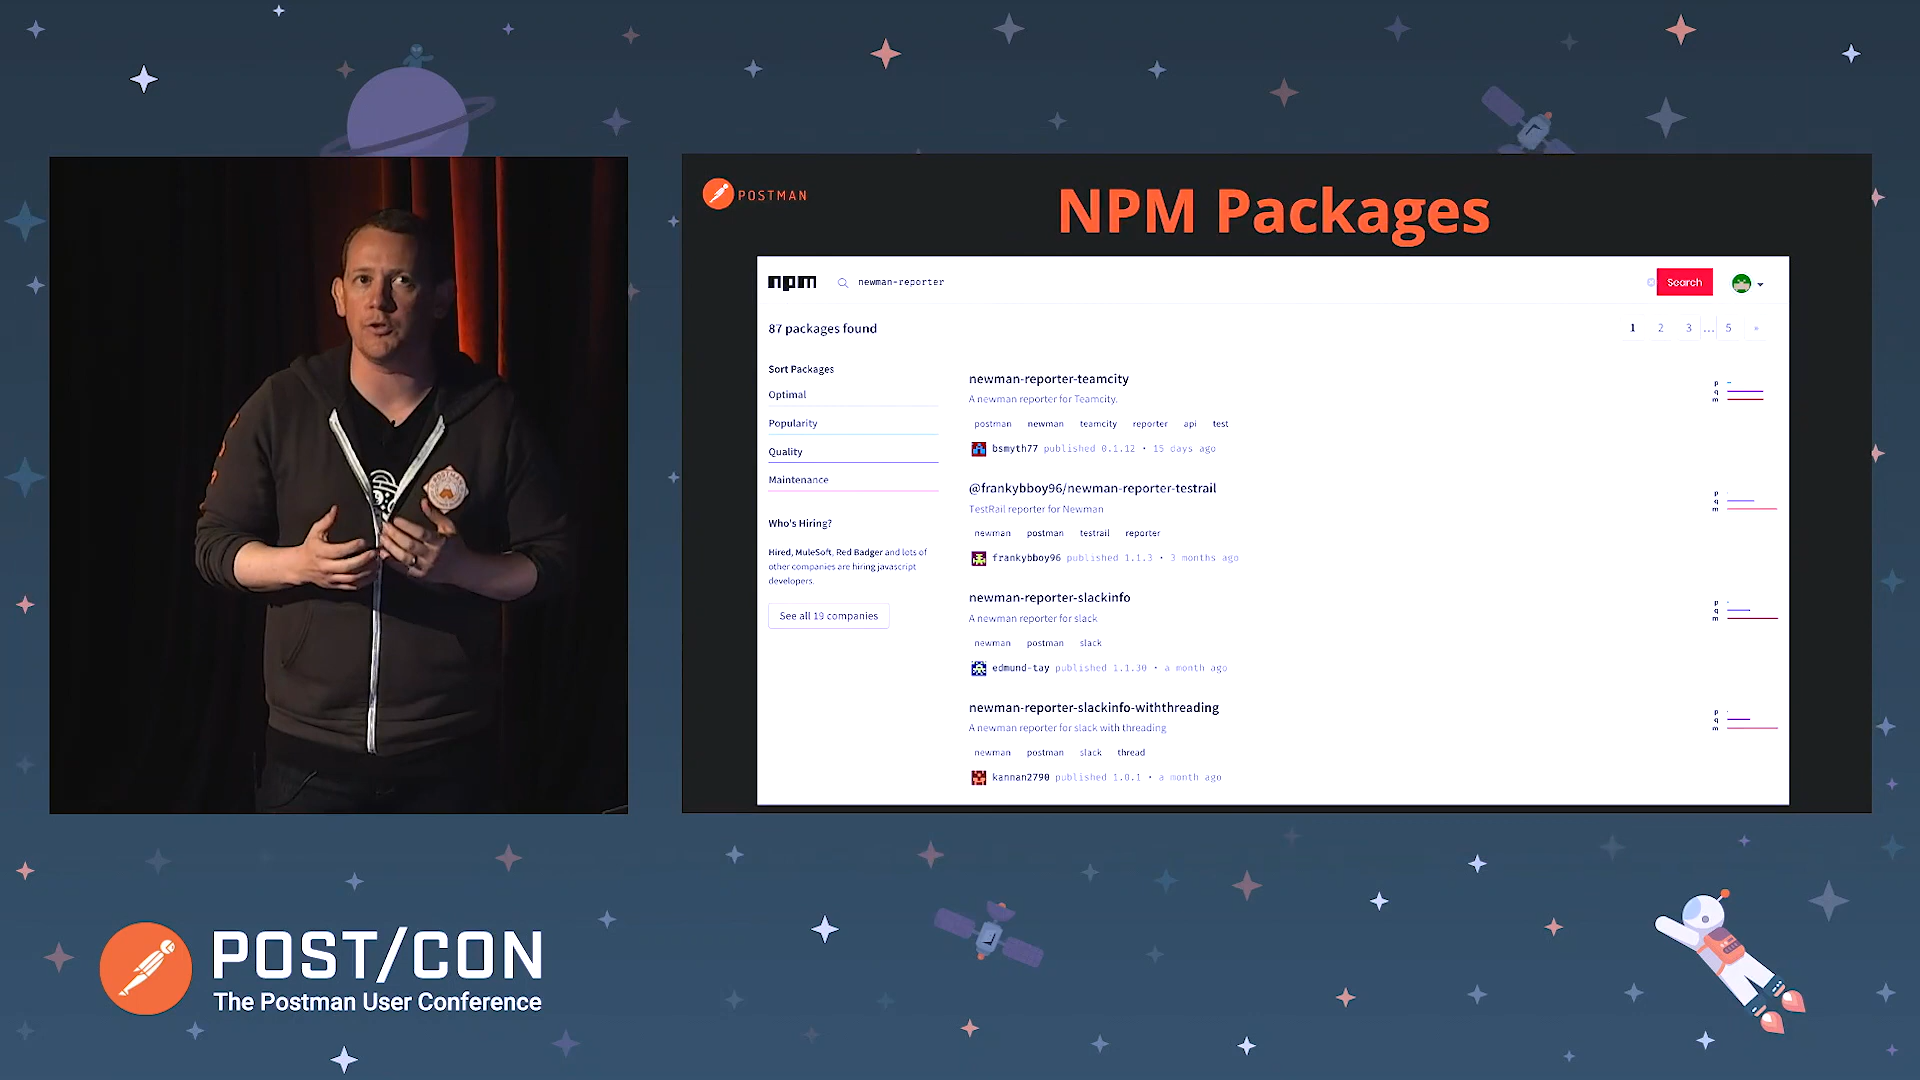 POSTMAN
NPM Packages
npm
newman-reporter
Search
87 packages found
1 2 3 ... 5 »
Sort Packages
Optimal
Popularity
Quality
Maintenance
Who's Hiring?
Hired, MuleSoft, Red Badger and lots of
other companies are hiring javascript
developers.
See all 19 companies
newman-reporter-teamcity
A newman reporter for Teamcity.
postman newman teamcity reporter api test
bsmyth77 published 0.1.12 • 15 days ago
p
q
m
@frankybboy96/newman-reporter-testrail
TestRail reporter for Newman
newman postman testrail reporter
frankybboy96 published 1.1.3 • 3 months ago
p
q
m
newman-reporter-slackinfo
A newman reporter for slack
newman postman slack
edmund-tay published 1.1.30 • a month ago
p
q
m
newman-reporter-slackinfo-withthreading
A newman reporter for slack with threading
newman postman slack thread
kannan2790 published 1.0.1 • a month ago
p
q
m
POSTMAN
POST/CON
The Postman User Conference